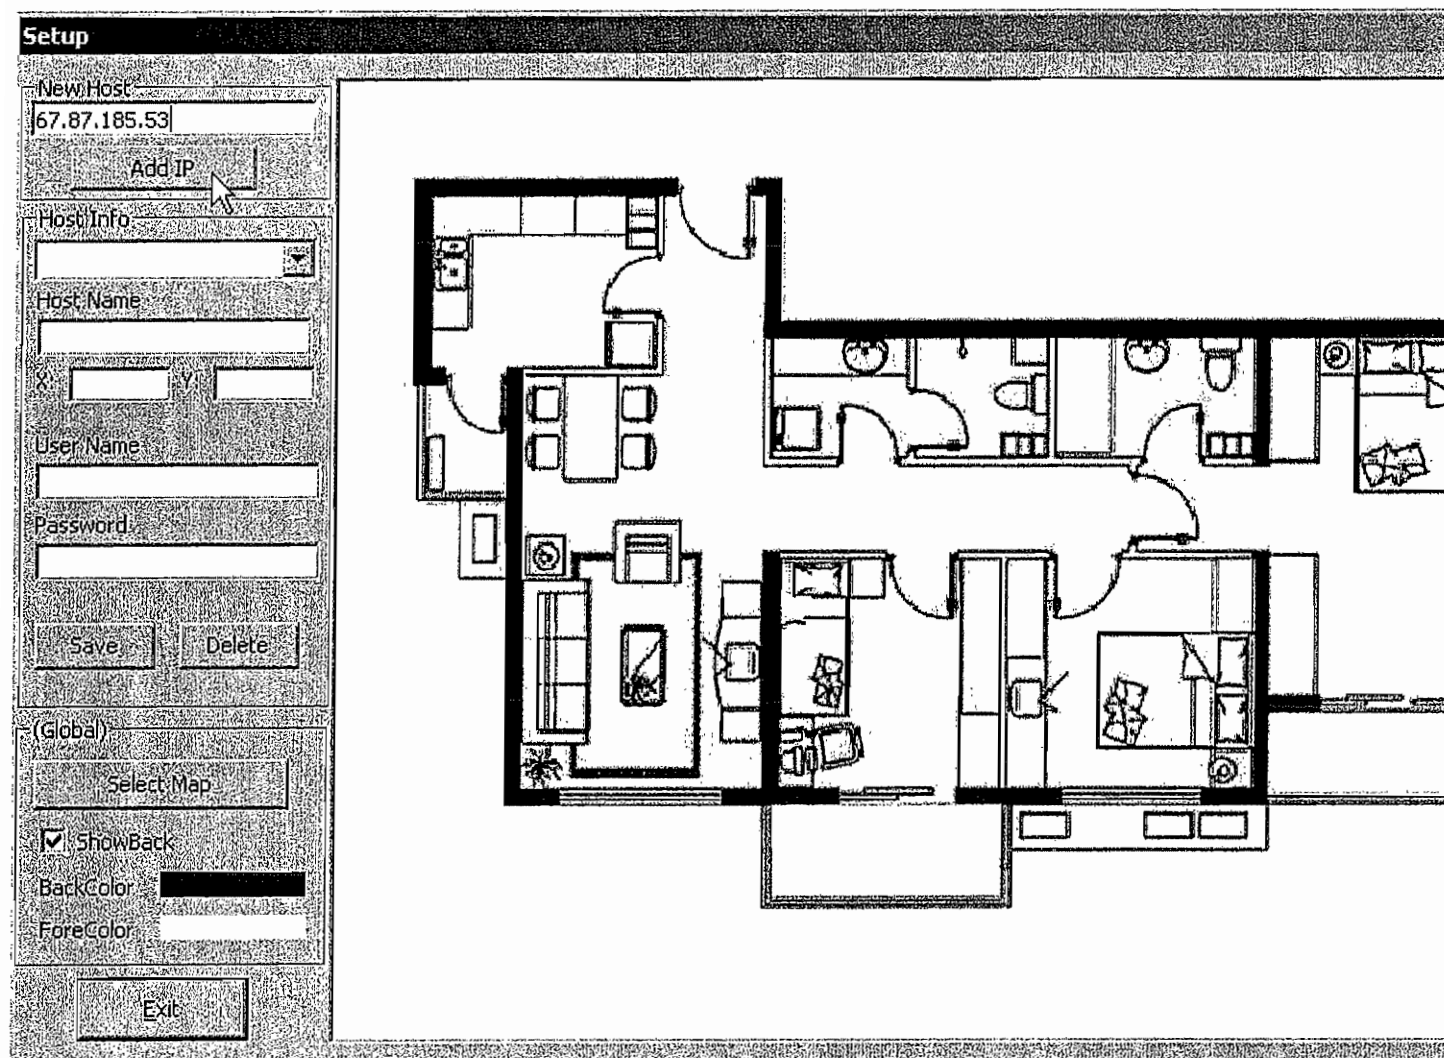 Setup
New Host
67.87.185.53
Add IP
Host Info
Host Name
X: Y:
User Name
Password:
Save Delete
(Global)
Select Map
ShowBack
BackColor
ForeColor
Exit